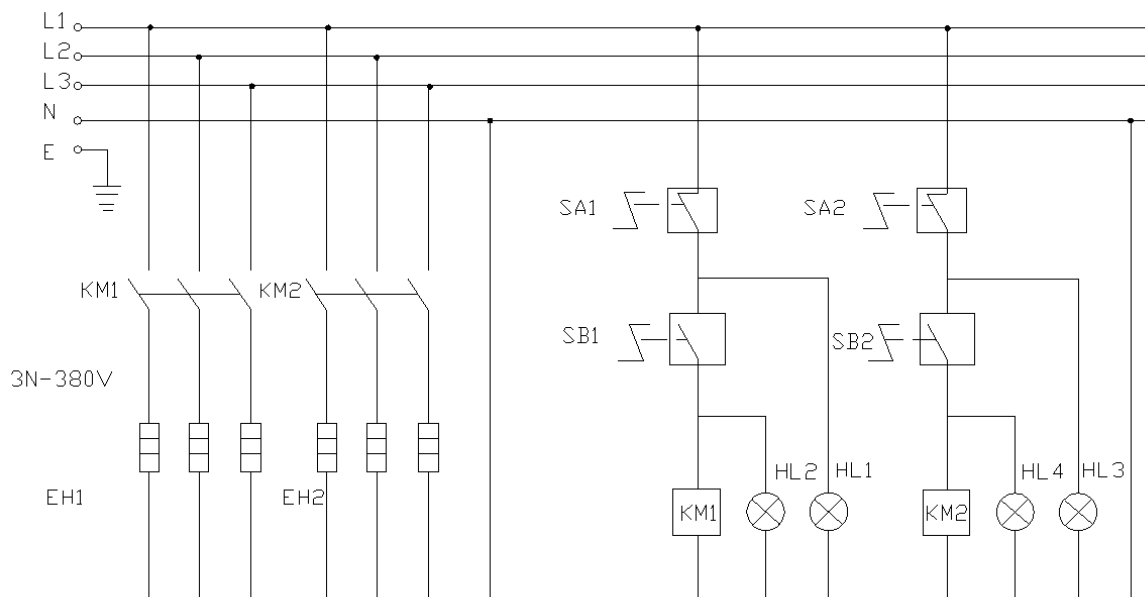 L1
L2
L3
N
E
SA1
SA2
KM1
KM2
SB1
SB2
3N-380V
HL2
HL1
HL4
HL3
EH1
EH2
KM1
KM2